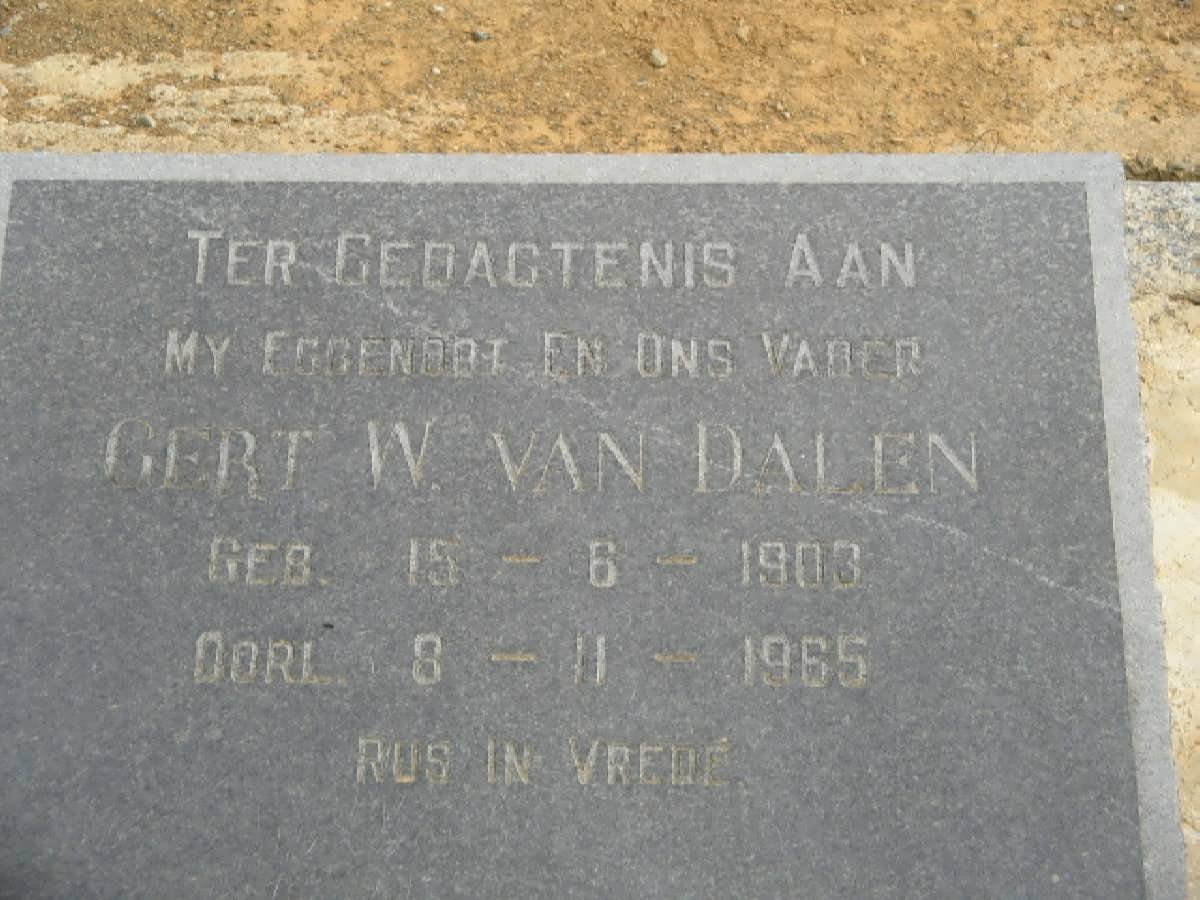 TER GEDAGTENIS AAN
MY EGGENOOT EN ONS VADER
GERT W. VAN DALEN
GEB. 15 - 6 - 1903
OORL. 8 - 11 - 1965
RUS IN VREDE.